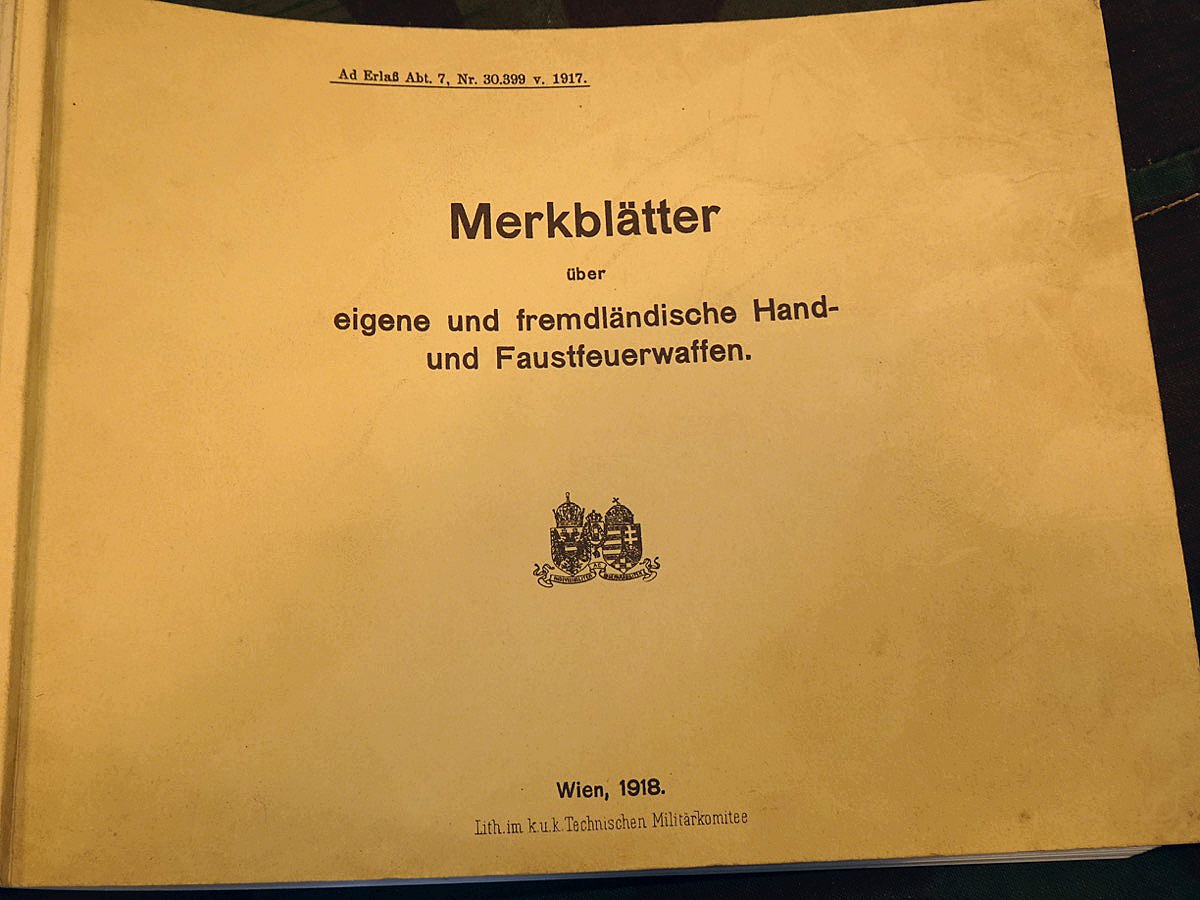 Ad Erlaß Abt. 7, Nr. 30.399 v. 1917.
Merkblätter
über
eigene und fremdländische Hand-
und Faustfeuerwaffen.
Wien, 1918.
Lith. im k.u.k. Technischen Militärkomitee